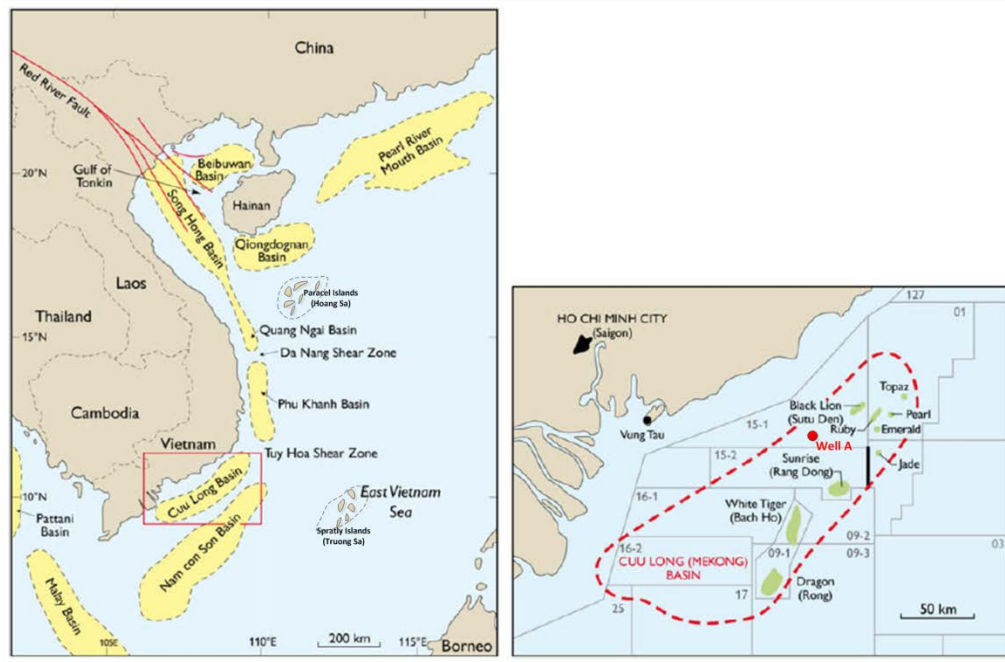 China
Red River Fault
Pearl River
Mouth Basin
Beibuwan
Basin
Gulf of
Tonkin
20°N
Song Hong Basin
Hainan
Qiongdognan
Basin
Laos
Paracel Islands
(Hoang Sa)
Thailand
Quang Ngai Basin
15°N
Da Nang Shear Zone
Cambodia
Phu Khanh Basin
Vietnam
Tuy Hoa Shear Zone
Cuu Long Basin
10°N
East Vietnam
Sea
Pattani
Basin
Spratly Islands
(Truong Sa)
Nam con Son Basin
Malay Basin
105E
110°E
200 km
115°E
Borneo
127
HO CHI MINH CITY
(Saigon)
01
Topaz
Black Lion
(Sutu Den)
Pearl
Ruby
Emerald
15-1
Vung Tau
Well A
15-2
Sunrise
(Rang Dong)
Jade
16-1
White Tiger
(Bach Ho)
09-2
03
16-2
09-1
09-3
CUU LONG (MEKONG)
BASIN
Dragon
(Rong)
17
25
50 km